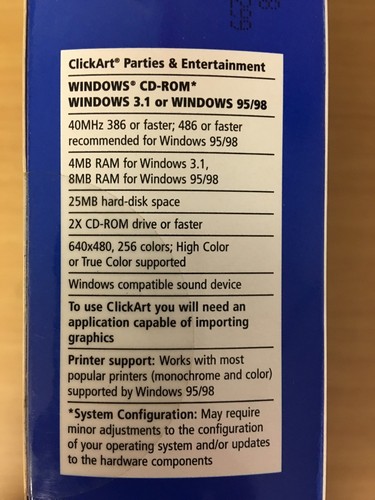 ClickArt® Parties & Entertainment
WINDOWS® CD-ROM*
WINDOWS 3.1 or WINDOWS 95/98
40MHz 386 or faster; 486 or faster
recommended for Windows 95/98
4MB RAM for Windows 3.1,
8MB RAM for Windows 95/98
25MB hard-disk space
2X CD-ROM drive or faster
640x480, 256 colors; High Color
or True Color supported
Windows compatible sound device
To use ClickArt you will need an
application capable of importing
graphics
Printer support: Works with most
popular printers (monochrome and color)
supported by Windows 95/98
*System Configuration: May require
minor adjustments to the configuration
of your operating system and/or updates
to the hardware components